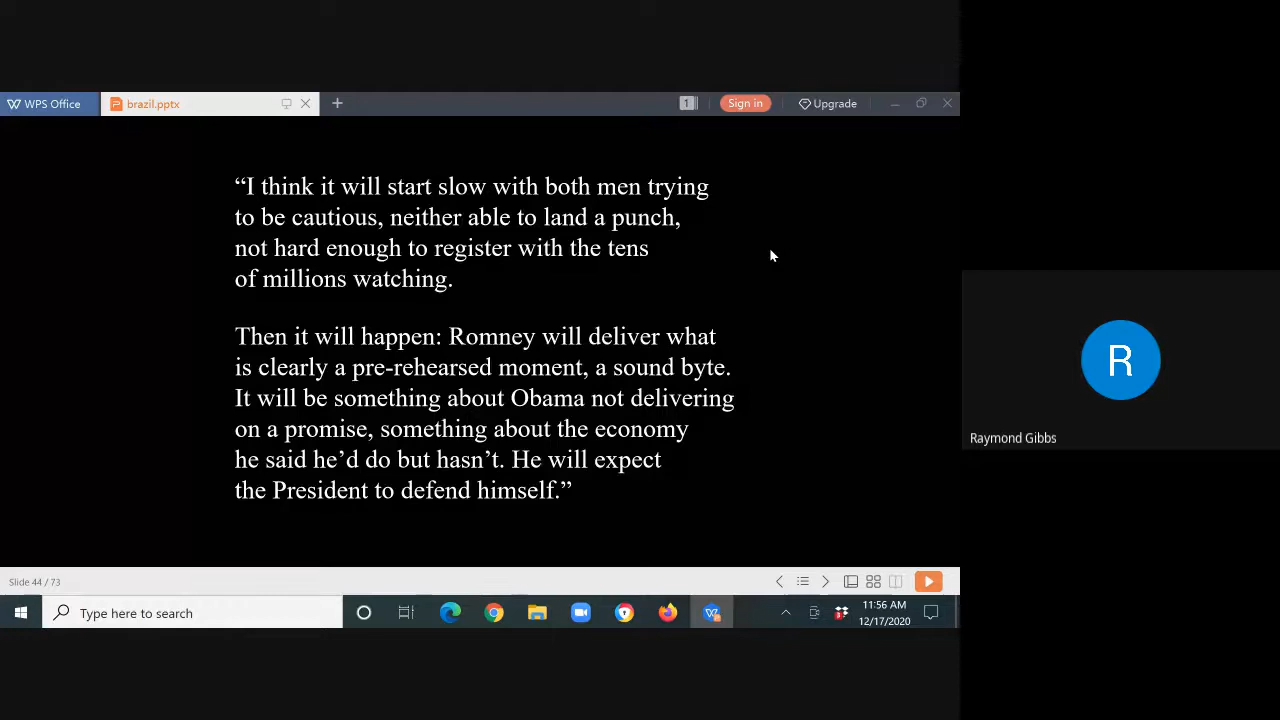 WPS Office
brazil.pptx
1
Sign in
Upgrade
“I think it will start slow with both men trying
to be cautious, neither able to land a punch,
not hard enough to register with the tens
of millions watching.
Then it will happen: Romney will deliver what
is clearly a pre-rehearsed moment, a sound byte.
It will be something about Obama not delivering
on a promise, something about the economy
he said he’d do but hasn’t. He will expect
the President to defend himself.”
R
Raymond Gibbs
Slide 44 / 73
Type here to search
11:56 AM
12/17/2020